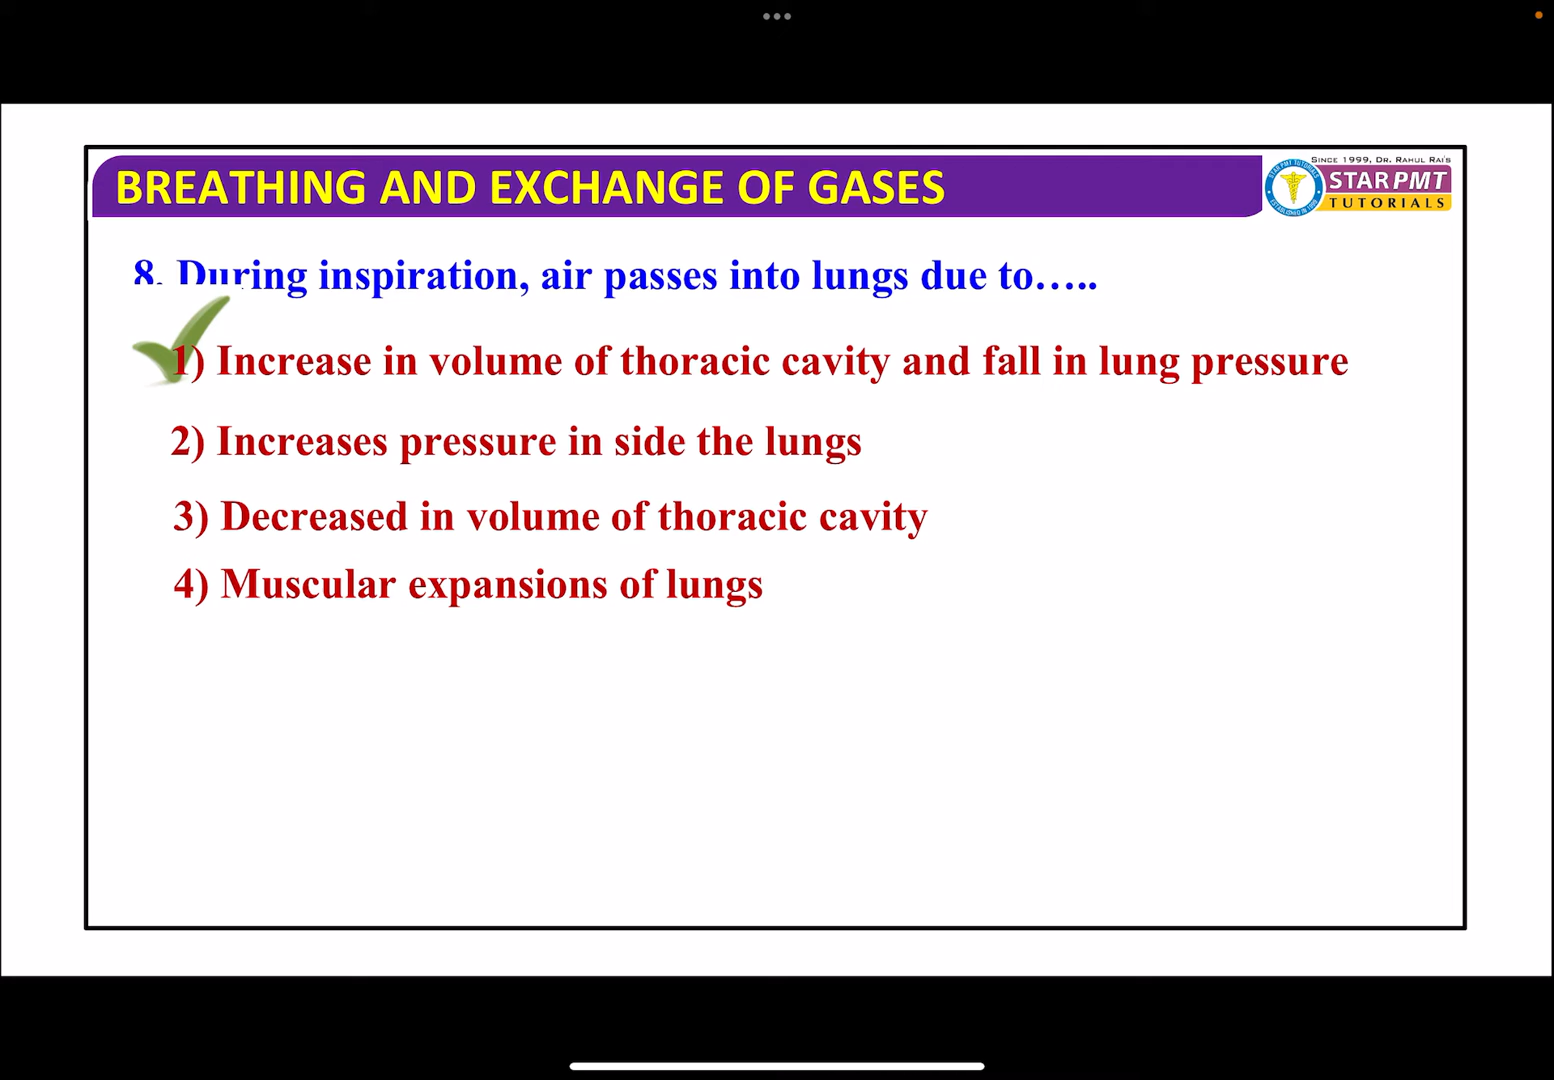 BREATHING AND EXCHANGE OF GASES
SINCE 1999, DR. RAHUL RAI'S
STAR PMT
TUTORIALS
8. During inspiration, air passes into lungs due to…..
1) Increase in volume of thoracic cavity and fall in lung pressure
2) Increases pressure in side the lungs
3) Decreased in volume of thoracic cavity
4) Muscular expansions of lungs